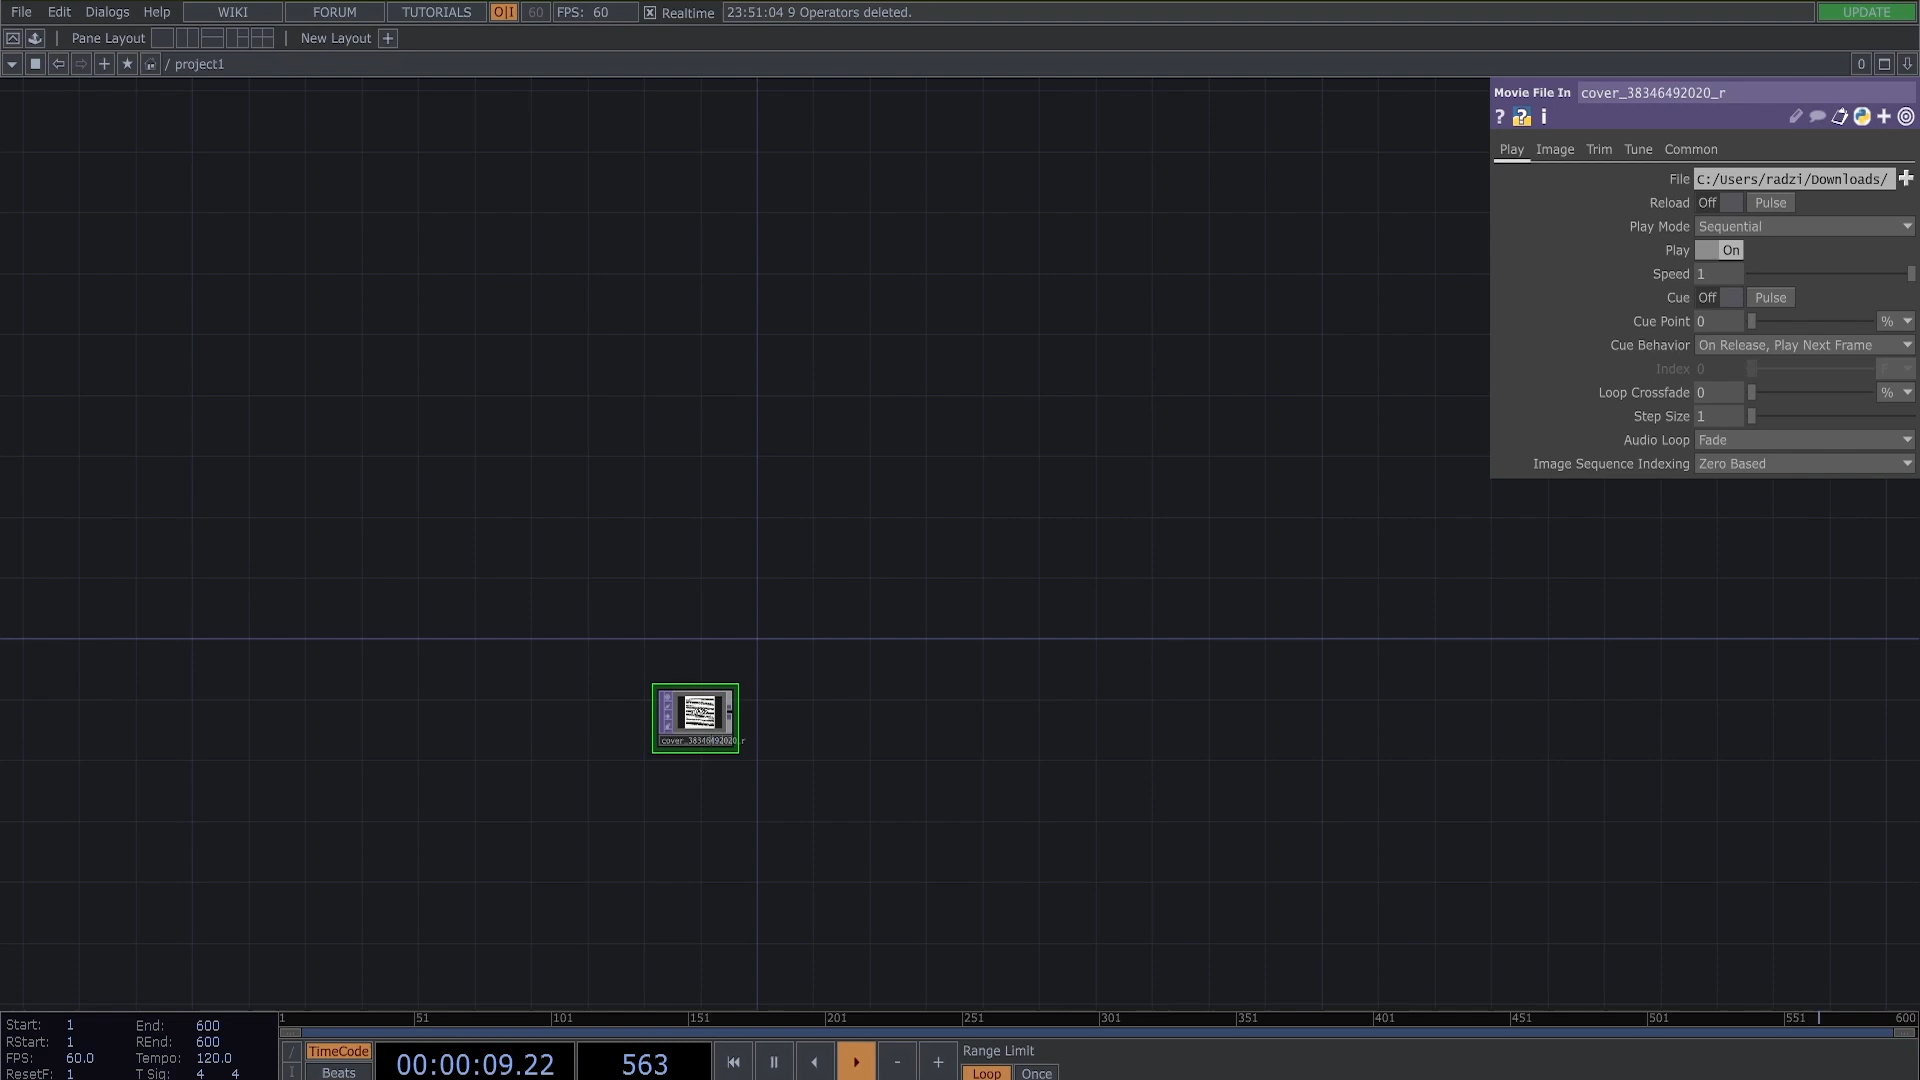 File Edit Dialogs Help WIKI FORUM TUTORIALS O|I 60 FPS: 60 Realtime 23:51:04 9 Operators deleted. UPDATE
Pane Layout New Layout +
/ project1 0
Movie File In cover_38346492020_r
? ? i
Play Image Trim Tune Common
File C:/Users/radzi/Downloads/
Reload Off Pulse
Play Mode Sequential
Play On
Speed 1
Cue Off Pulse
Cue Point 0 %
Cue Behavior On Release, Play Next Frame
Index 0 F
Loop Crossfade 0 %
Step Size 1
Audio Loop Fade
Image Sequence Indexing Zero Based
cover_38346492020_r
1 51 101 151 201 251 301 351 401 451 501 551 600
Start: 1 End: 600
RStart: 1 REnd: 600
FPS: 60.0 Tempo: 120.0
ResetF: 1 T Sig: 4 4
/ TimeCode 00:00:09.22 563 - + Range Limit
I Beats Loop Once